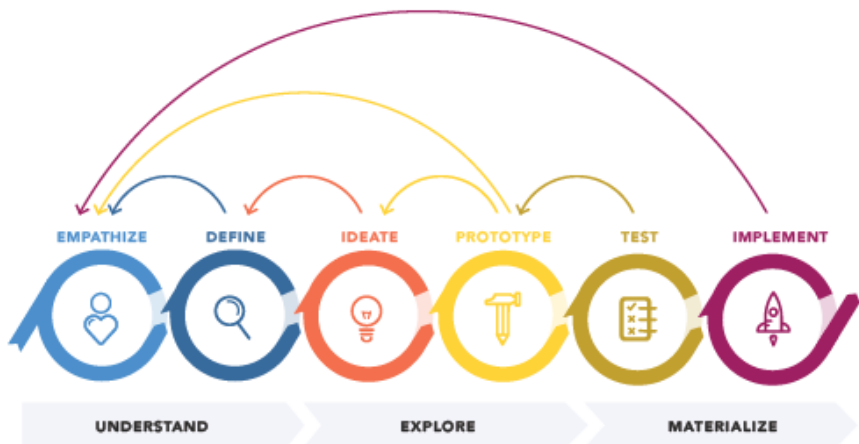 EMPATHIZE
DEFINE
IDEATE
PROTOTYPE
TEST
IMPLEMENT
UNDERSTAND
EXPLORE
MATERIALIZE